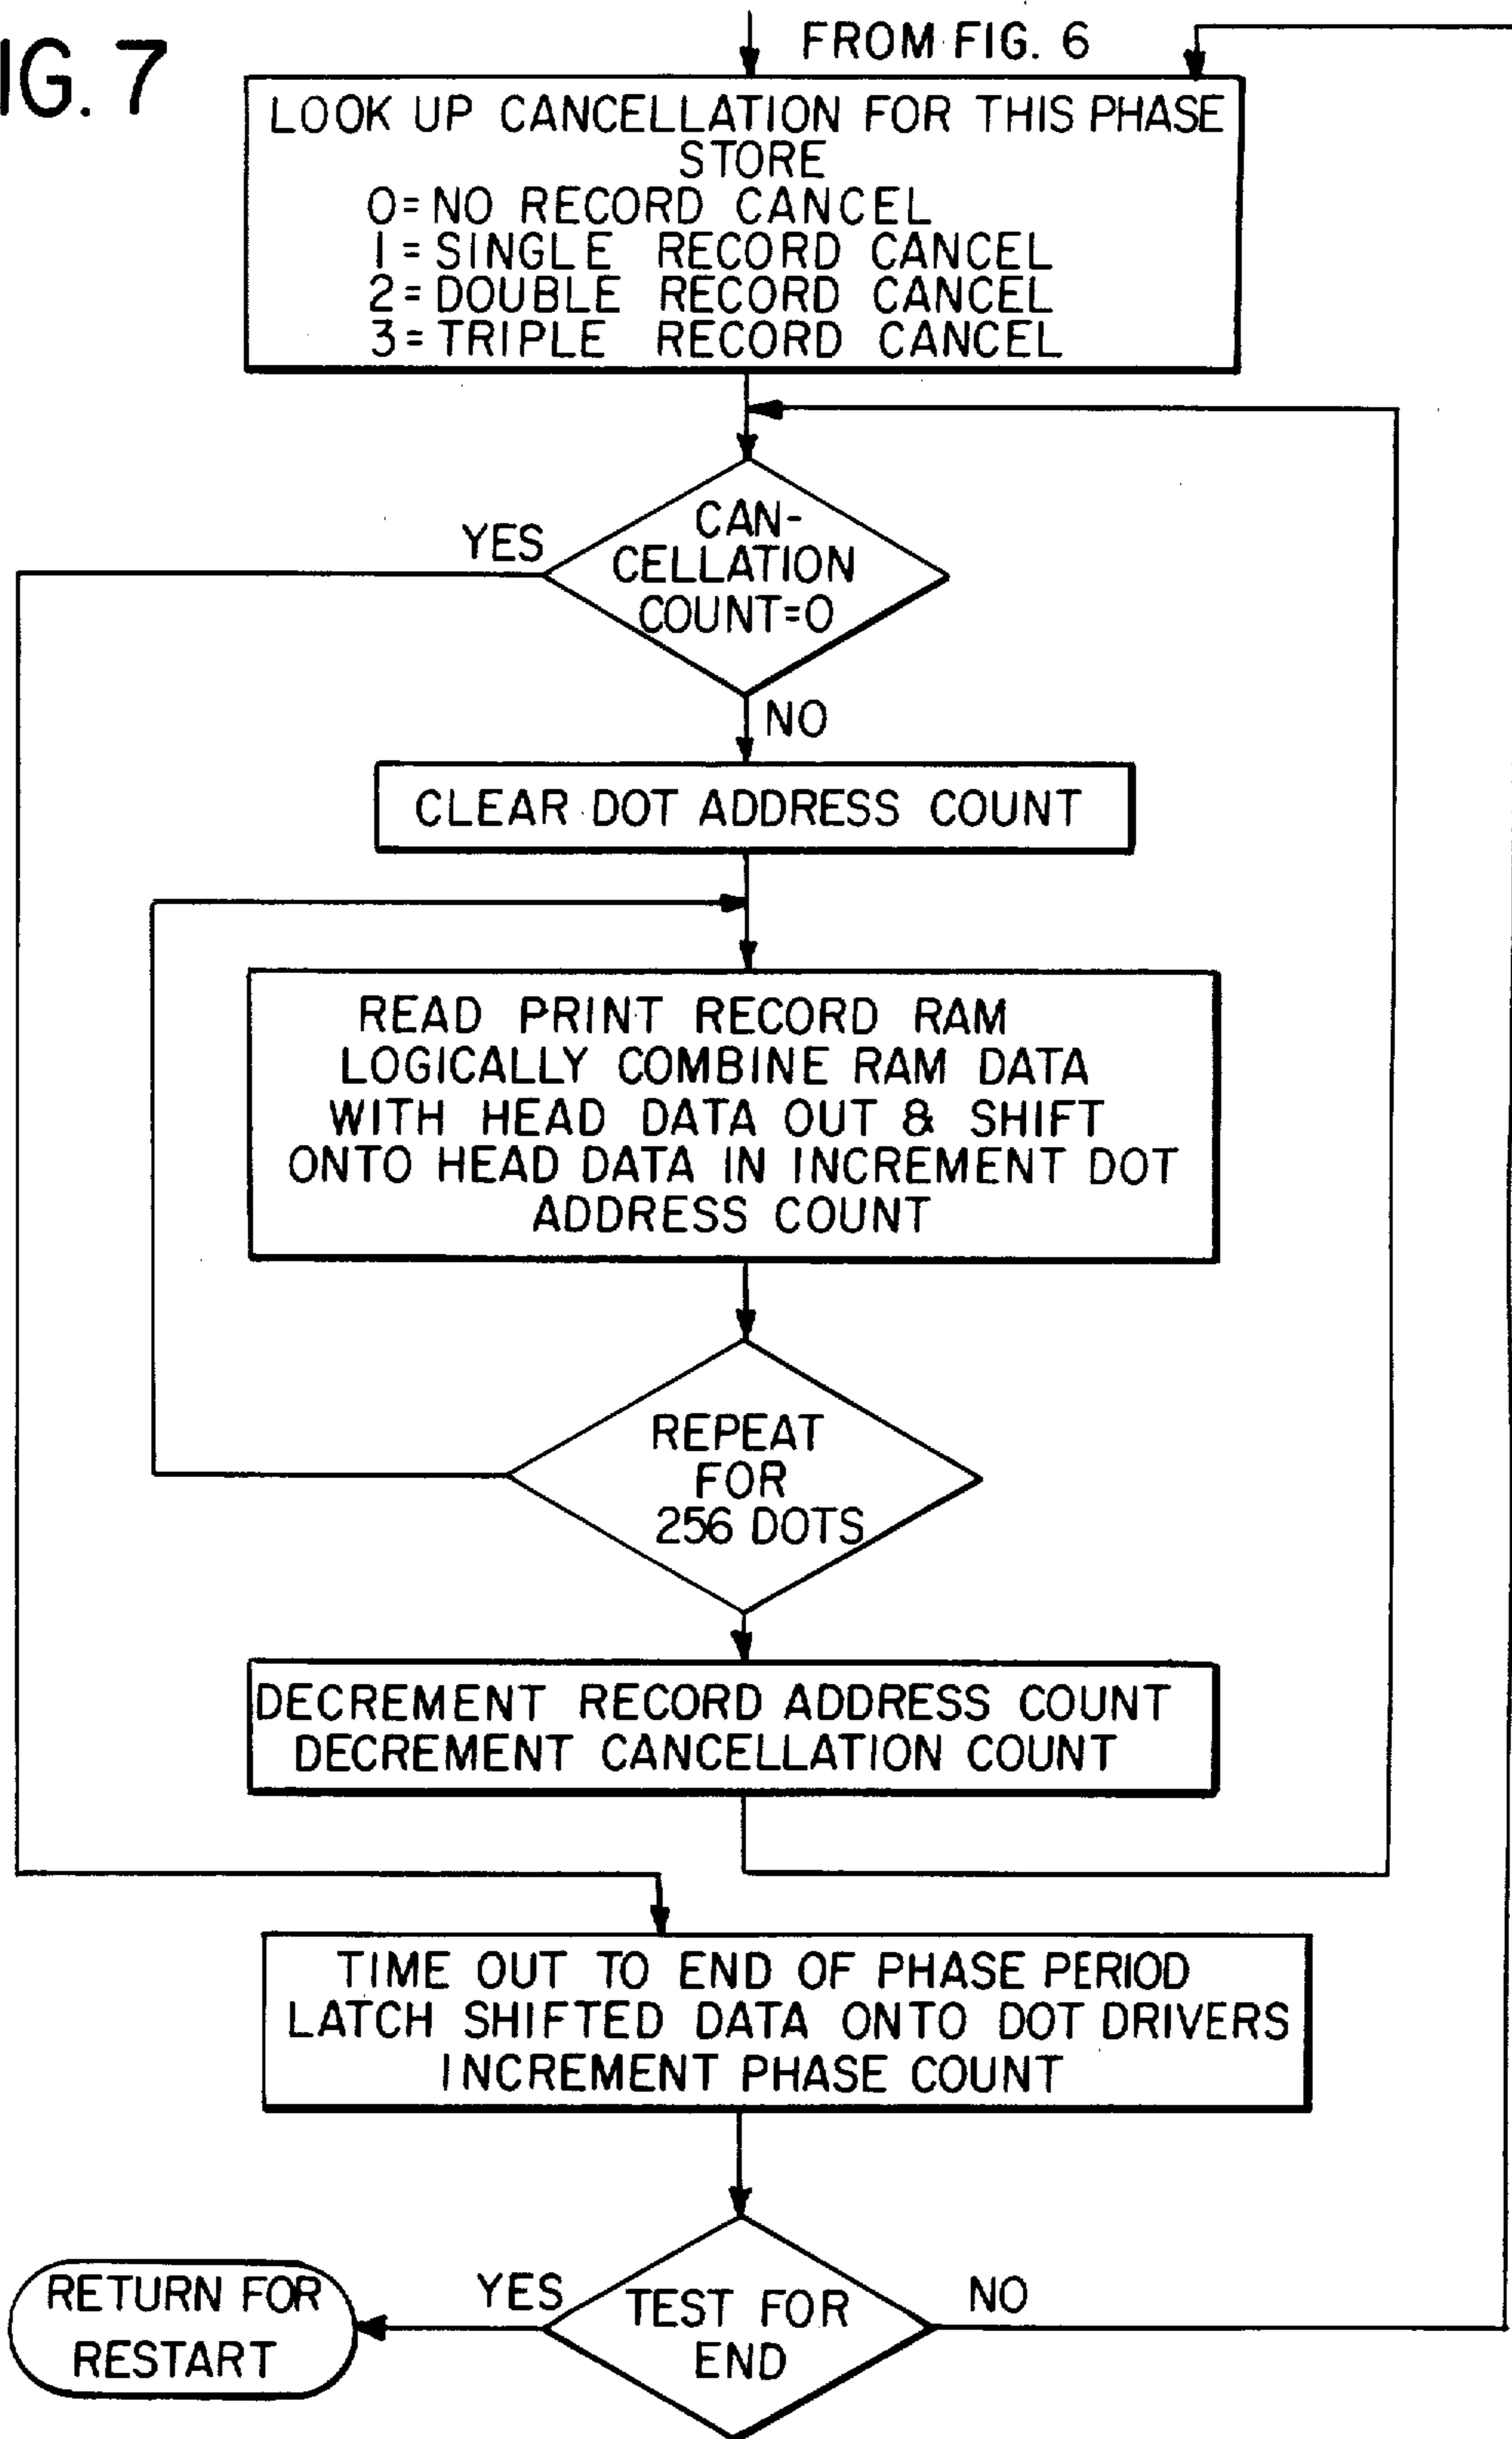 IG. 7
FROM FIG. 6
LOOK UP CANCELLATION FOR THIS PHASE
STORE
0=NO RECORD CANCEL
1=SINGLE RECORD CANCEL
2=DOUBLE RECORD CANCEL
3=TRIPLE RECORD CANCEL
CAN-
CELLATION
COUNT=0
YES
NO
CLEAR DOT ADDRESS COUNT
READ PRINT RECORD RAM
LOGICALLY COMBINE RAM DATA
WITH HEAD DATA OUT & SHIFT
ONTO HEAD DATA IN INCREMENT DOT
ADDRESS COUNT
REPEAT
FOR
256 DOTS
DECREMENT RECORD ADDRESS COUNT
DECREMENT CANCELLATION COUNT
TIME OUT TO END OF PHASE PERIOD
LATCH SHIFTED DATA ONTO DOT DRIVERS
INCREMENT PHASE COUNT
TEST FOR
END
YES
NO
RETURN FOR
RESTART